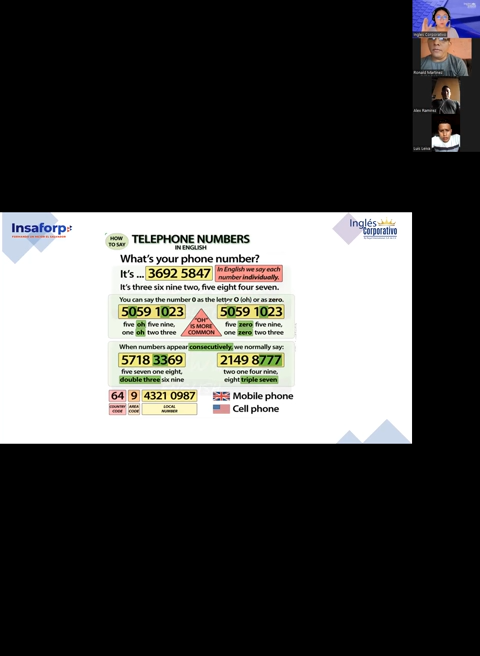 Inglés Corporativo
Ronald Martinez
Alex Ramirez
Luis Leiva
Insaforp
Inglés
Corporativo
HOW
TO SAY
TELEPHONE NUMBERS
IN ENGLISH
What's your phone number?
It's ... 3692 5847
In English we say each
number individually.
It's three six nine two, five eight four seven.
You can say the number 0 as the letter O (oh) or as zero.
5059 1023
5059 1023
five oh five nine,
one oh two three
"OH"
IS MORE
COMMON
five zero five nine,
one zero two three
When numbers appear consecutively, we normally say:
5718 3369
2149 8777
five seven one eight,
double three six nine
two one four nine,
eight triple seven
64 9 4321 0987
COUNTRY
CODE
AREA
CODE
LOCAL
NUMBER
Mobile phone
Cell phone